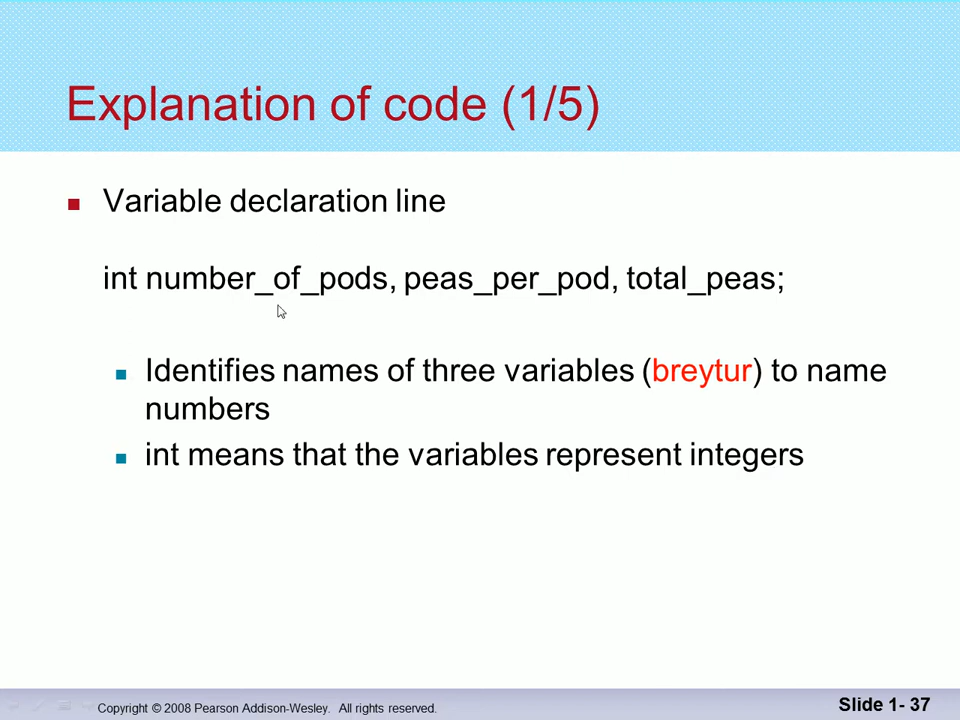 Explanation of code (1/5)
Variable declaration line
int number_of_pods, peas_per_pod, total_peas;
Identifies names of three variables (breytur) to name
numbers
int means that the variables represent integers
Copyright © 2008 Pearson Addison-Wesley. All rights reserved.
Slide 1- 37